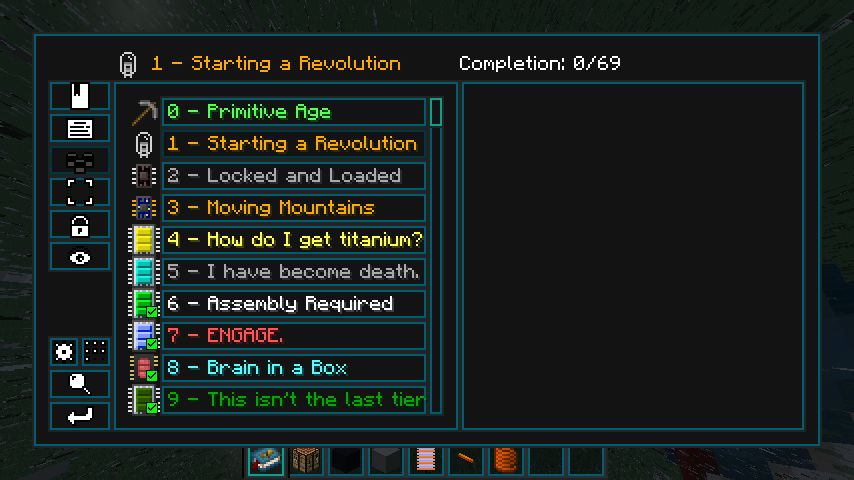 1 - Starting a Revolution
Completion: 0/69
0 - Primitive Age
1 - Starting a Revolution
2 - Locked and Loaded
3 - Moving Mountains
4 - How do I get titanium?
5 - I have become death.
6 - Assembly Required
7 - ENGAGE.
8 - Brain in a Box
9 - This isn't the last tier